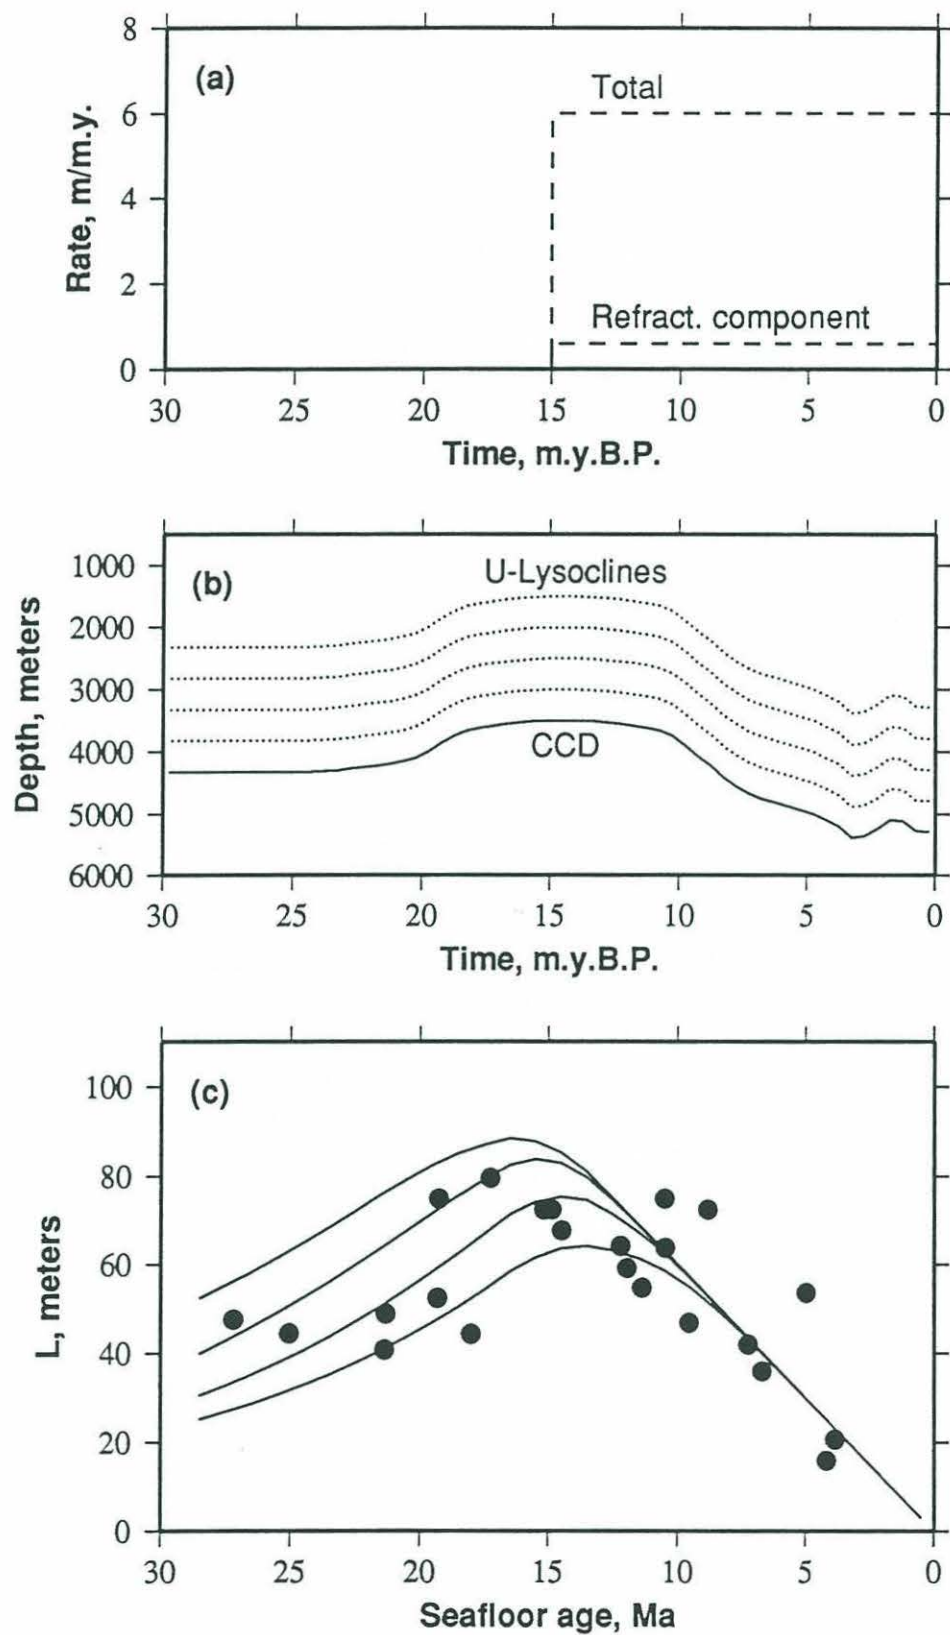 8
(a)
Total
6
Rate, m/m.y.
4
2
Refract. component
0
30 25 20 15 10 5 0
Time, m.y.B.P.
1000
(b)
U-Lysoclines
2000
Depth, meters
3000
4000
CCD
5000
6000
30 25 20 15 10 5 0
Time, m.y.B.P.
100
(c)
80
L, meters
60
40
20
0
30 25 20 15 10 5 0
Seafloor age, Ma